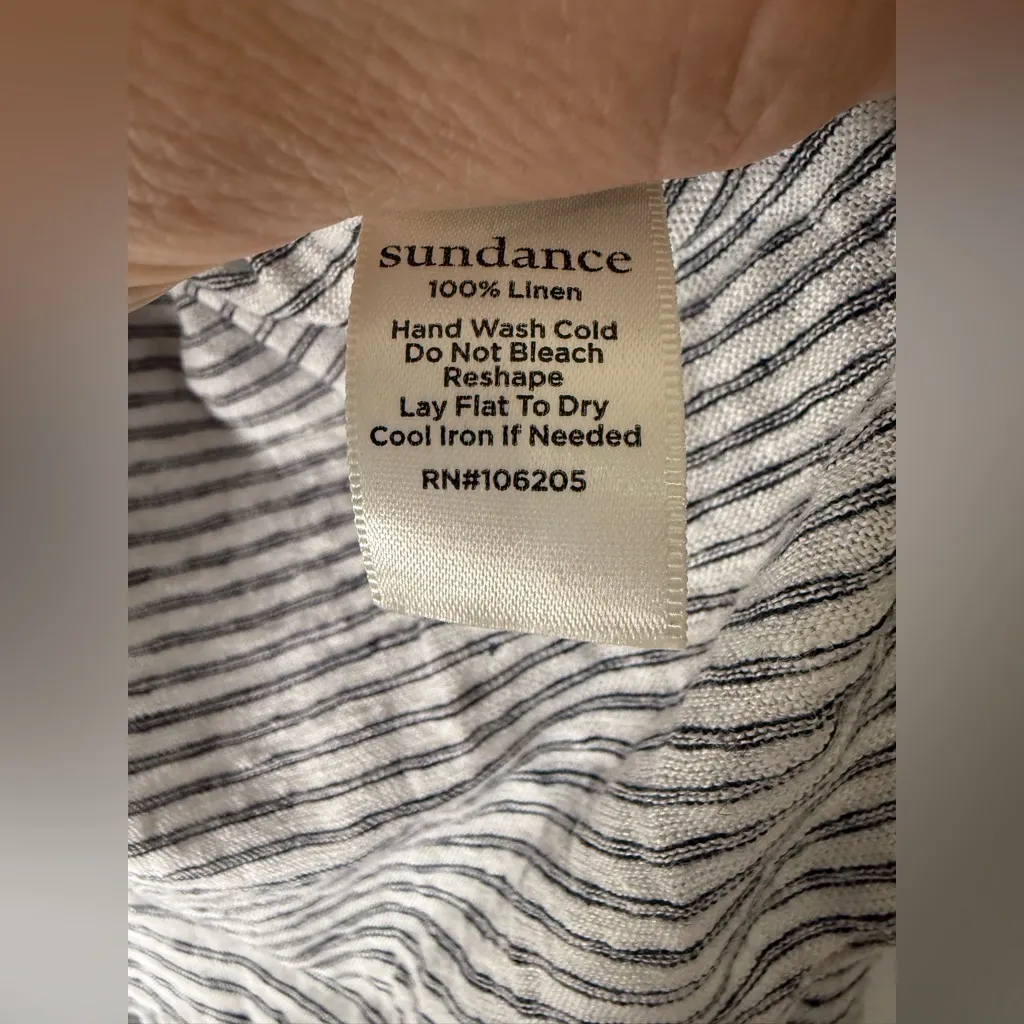 sundance
100% Linen
Hand Wash Cold
Do Not Bleach
Reshape
Lay Flat To Dry
Cool Iron If Needed
RN#106205